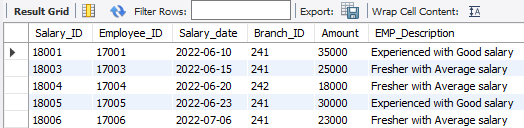 Result Grid Filter Rows: Export: Wrap Cell Content: IA
Salary_ID Employee_ID Salary_date Branch_ID Amount EMP_Description
18001 17001 2022-06-10 241 35000 Experienced with Good salary
18003 17003 2022-06-15 241 25000 Fresher with Average salary
18004 17004 2022-06-20 242 18000 Fresher with Average salary
18005 17005 2022-06-23 241 30000 Experienced with Good salary
18006 17006 2022-07-06 241 23000 Fresher with Average salary